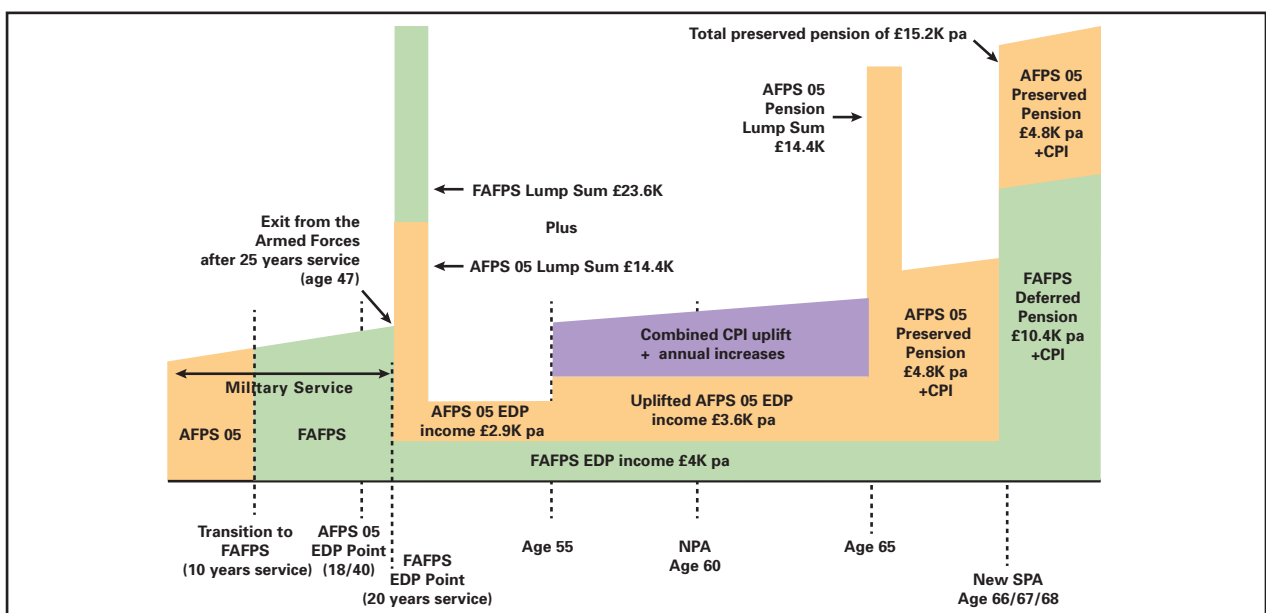 Total preserved pension of £15.2K pa
AFPS 05
Preserved
Pension
£4.8K pa
+CPI
AFPS 05
Pension
Lump Sum
£14.4K
FAFPS Lump Sum £23.6K
Plus
AFPS 05 Lump Sum £14.4K
Exit from the
Armed Forces
after 25 years service
(age 47)
FAFPS
Deferred
Pension
£10.4K pa
+CPI
Combined CPI uplift
+ annual increases
AFPS 05
Preserved
Pension
£4.8K pa
+CPI
Military Service
AFPS 05
FAFPS
AFPS 05 EDP
income £2.9K pa
Uplifted AFPS 05 EDP
income £3.6K pa
FAFPS EDP income £4K pa
Transition to
FAFPS
(10 years service)
AFPS 05
EDP Point
(18/40)
FAFPS
EDP Point
(20 years service)
Age 55
NPA
Age 60
Age 65
New SPA
Age 66/67/68